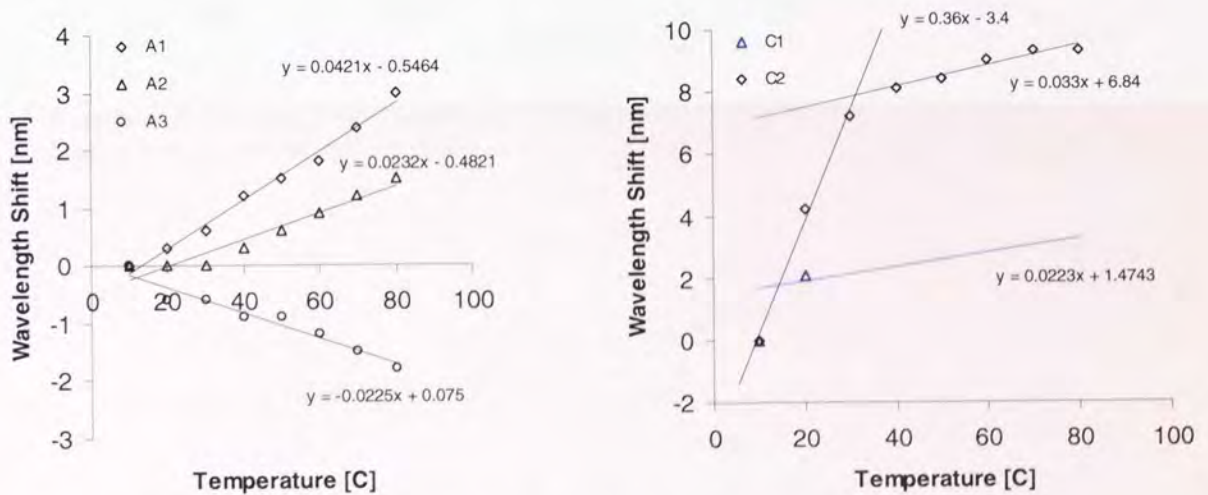 4
3
2
1
0
-1
-2
-3
Wavelength Shift [nm]
A1
A2
A3
y = 0.0421x - 0.5464
y = 0.0232x - 0.4821
y = -0.0225x + 0.075
0
20
40
60
80
100
Temperature [C]
10
8
6
4
2
0
-2
Wavelength Shift [nm]
C1
C2
y = 0.36x - 3.4
y = 0.033x + 6.84
y = 0.0223x + 1.4743
0
20
40
60
80
100
Temperature [C]